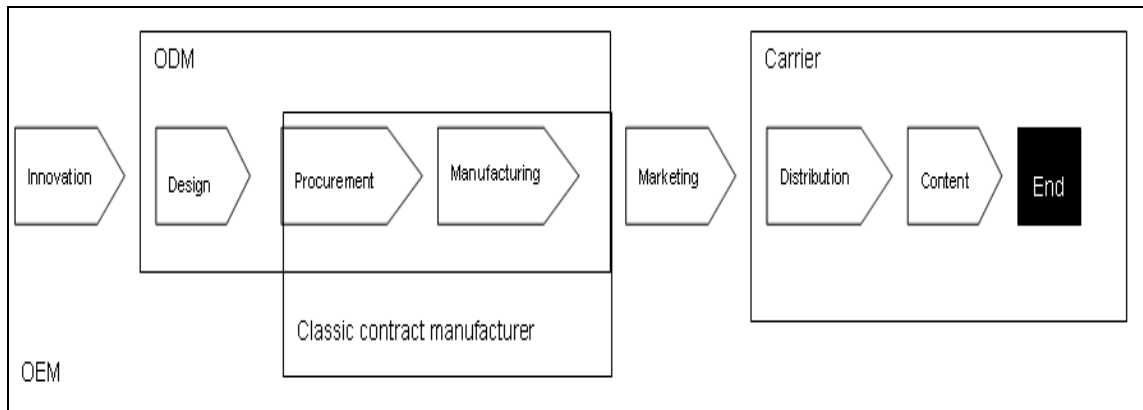 ODM
Carrier
Innovation
Design
Procurement
Manufacturing
Marketing
Distribution
Content
End
Classic contract manufacturer
OEM